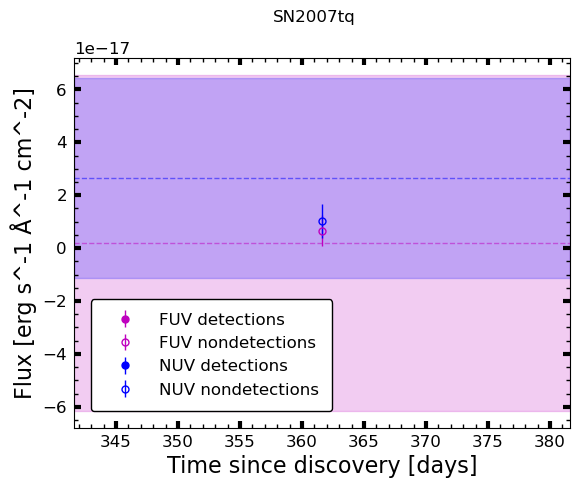 SN2007tq
1e−17
6
4
2
0
−2
−4
−6
Flux [erg s^-1 Å^-1 cm^-2]
FUV detections
FUV nondetections
NUV detections
NUV nondetections
345 350 355 360 365 370 375 380
Time since discovery [days]